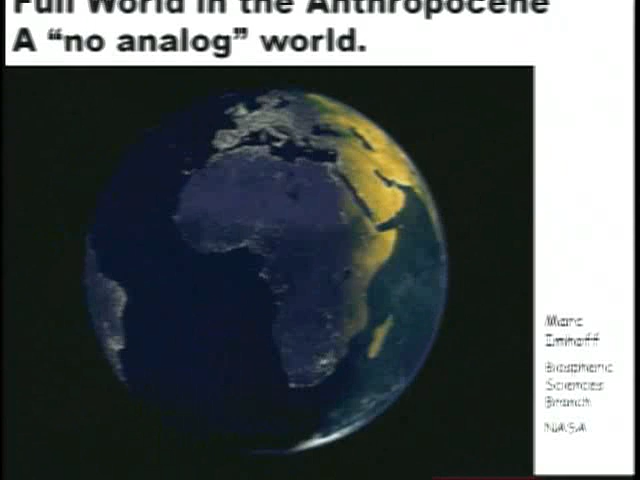 Full World in the Anthropocene
A “no analog” world.
Marc
Imhoff
Biospheric
Sciences
Branch
NASA